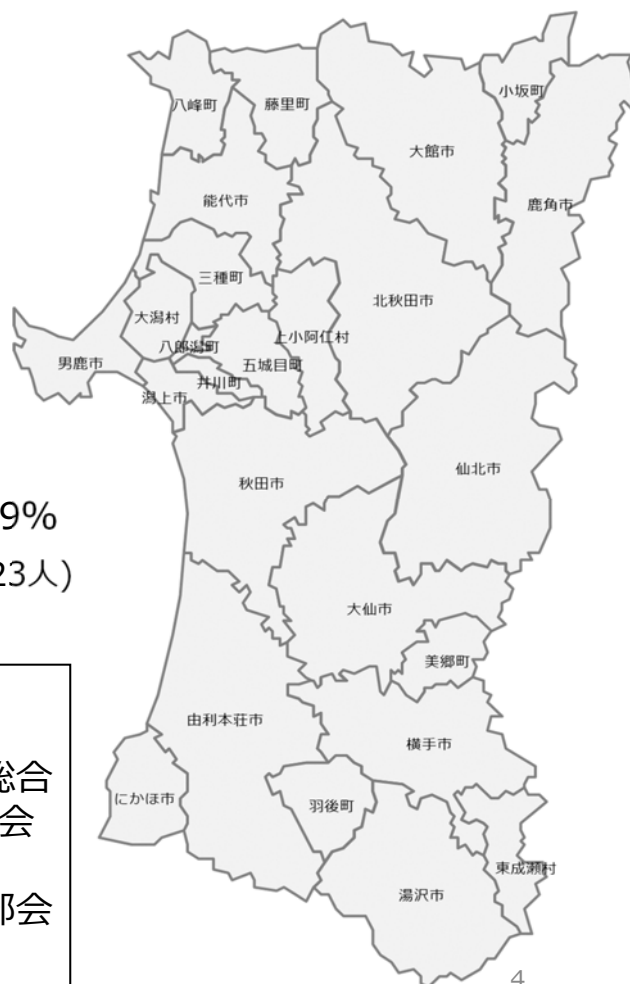 八峰町
藤里町
小坂町
大館市
能代市
鹿角市
三種町
北秋田市
大潟村
上小阿仁村
八郎潟町
男鹿市
五城目町
井川町
潟上市
仙北市
秋田市
9%
23人)
大仙市
美郷町
由利本荘市
横手市
総合
会
にかほ市
羽後町
東成瀬村
湯沢市
部会
4